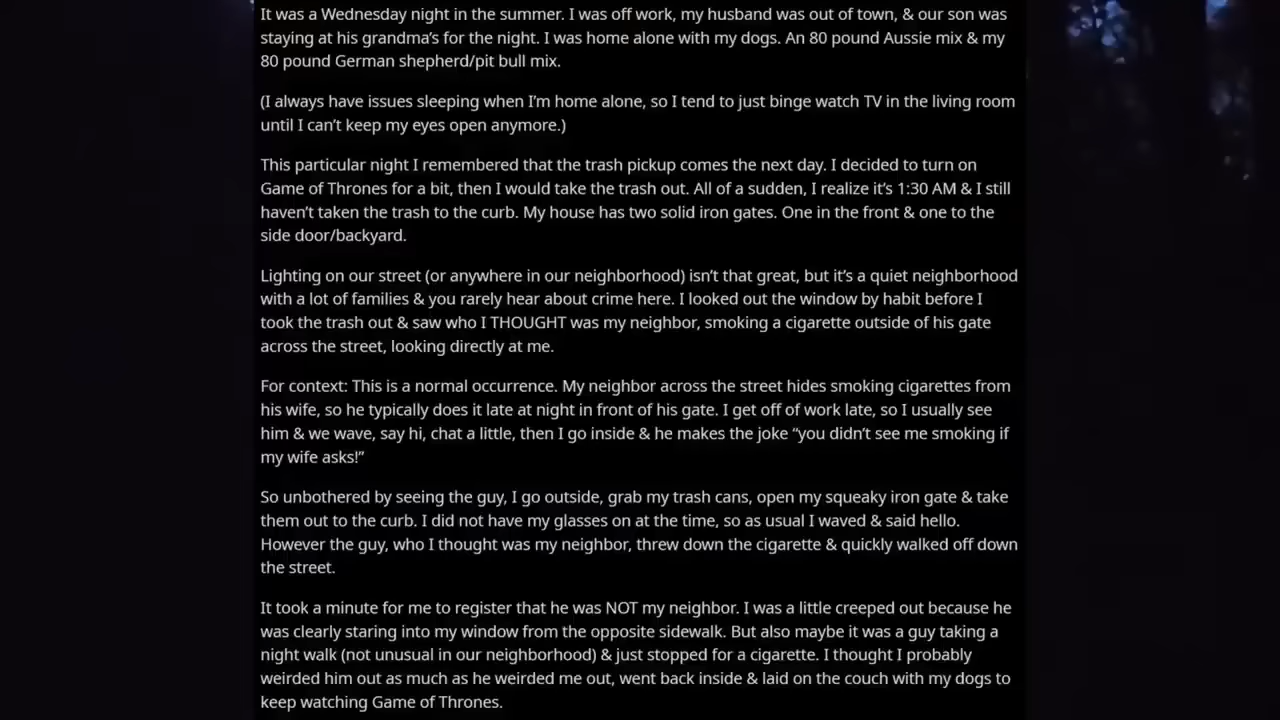 It was a Wednesday night in the summer. I was off work, my husband was out of town, & our son was
staying at his grandma's for the night. I was home alone with my dogs. An 80 pound Aussie mix & my
80 pound German shepherd/pit bull mix.
(I always have issues sleeping when I'm home alone, so I tend to just binge watch TV in the living room
until I can't keep my eyes open anymore.)
This particular night I remembered that the trash pickup comes the next day. I decided to turn on
Game of Thrones for a bit, then I would take the trash out. All of a sudden, I realize it's 1:30 AM & I still
haven't taken the trash to the curb. My house has two solid iron gates. One in the front & one to the
side door/backyard.
Lighting on our street (or anywhere in our neighborhood) isn't that great, but it's a quiet neighborhood
with a lot of families & you rarely hear about crime here. I looked out the window by habit before I
took the trash out & saw who I THOUGHT was my neighbor, smoking a cigarette outside of his gate
across the street, looking directly at me.
For context: This is a normal occurrence. My neighbor across the street hides smoking cigarettes from
his wife, so he typically does it late at night in front of his gate. I get off of work late, so I usually see
him & we wave, say hi, chat a little, then I go inside & he makes the joke “you didn't see me smoking if
my wife asks!”
So unbothered by seeing the guy, I go outside, grab my trash cans, open my squeaky iron gate & take
them out to the curb. I did not have my glasses on at the time, so as usual I waved & said hello.
However the guy, who I thought was my neighbor, threw down the cigarette & quickly walked off down
the street.
It took a minute for me to register that he was NOT my neighbor. I was a little creeped out because he
was clearly staring into my window from the opposite sidewalk. But also maybe it was a guy taking a
night walk (not unusual in our neighborhood) & just stopped for a cigarette. I thought I probably
weirded him out as much as he weirded me out, went back inside & laid on the couch with my dogs to
keep watching Game of Thrones.